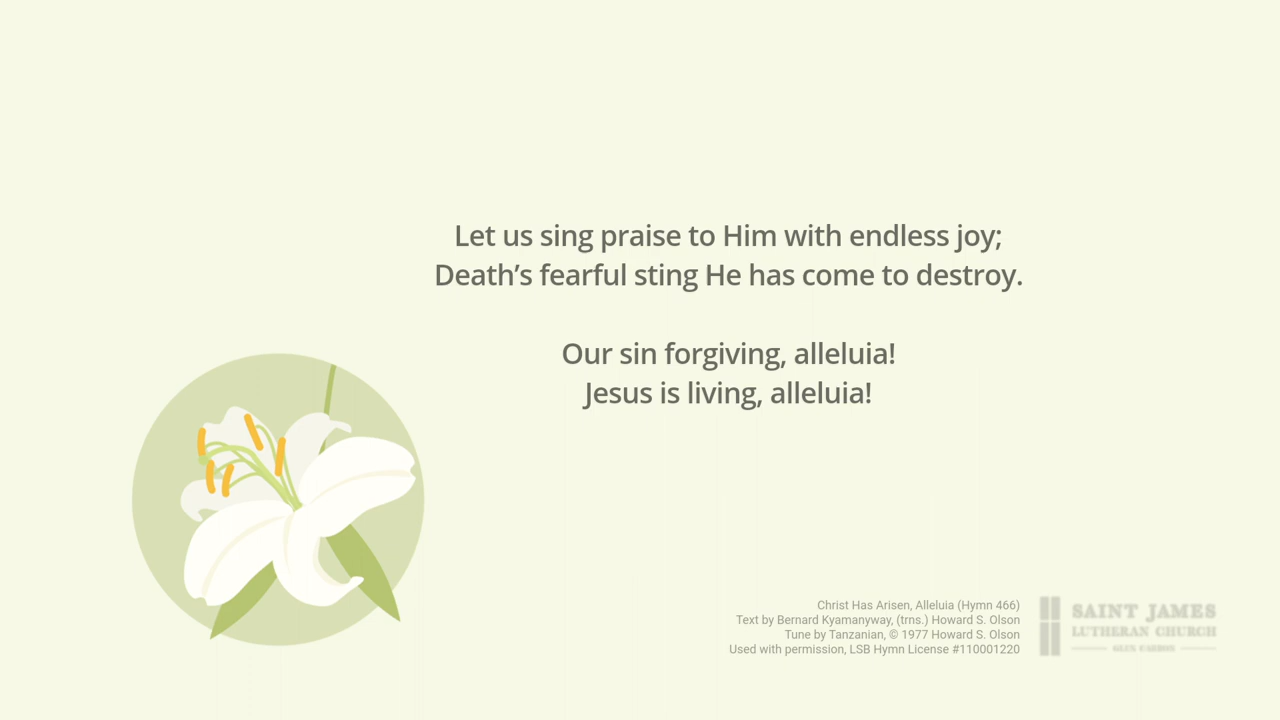 Let us sing praise to Him with endless joy;
Death’s fearful sting He has come to destroy.
Our sin forgiving, alleluia!
Jesus is living, alleluia!
Christ Has Arisen, Alleluia (Hymn 466)
Text by Bernard Kyamanyway, (trns.) Howard S. Olson
Tune by Tanzanian, © 1977 Howard S. Olson
Used with permission, LSB Hymn License #110001220
SAINT JAMES
LUTHERAN CHURCH
GLEN CARBON